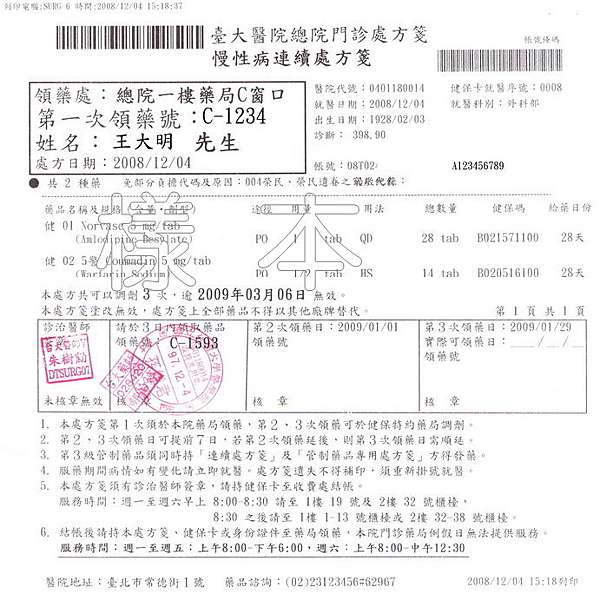 列印電腦:SURG 6 時間:2008/12/04 15:18:37
臺大醫院總院門診處方箋
慢性病連續處方箋
帳號條碼
領藥處：總院一樓藥局C窗口
第一次領藥號：C-1234
姓名：王大明 先生
處方日期：2008/12/04
醫院代號：0401180014 健保卡就醫序號：0008
就醫日期：2008/12/04 就醫科別：外科部
出生日期：1928/02/03
診斷： 398.90
帳號：08T02 A123456789
● 共 2 種藥 免部分負擔代碼及原因：004榮民，榮民遺眷之
藥品名稱及規格 含量 劑型 途徑 用量 用法 總數量 健保碼 給藥日份
健 01 Norvasc 5 mg/tab
(Amlodipine Besylate) PO tab QD 28 tab B021571100 28天
健 02 5警 Coumadin 5 mg/tab
(Warfarin Sodium) PO 1/2 tab HS 14 tab B020516100 28天
樣本
本處方共可以調劑 3 次，逾 2009年03月06日 無效。
本處方箋塗改無效，處方箋上全部藥品不得以其他廠牌替代。 第 1 頁 共 1 頁
診治醫師 請於3日內領取藥品 第2次領藥日：2009/01/01 第3次領藥日：2009/01/29
領藥號： C-1593 領藥號 實際可領藥日：__/__/__
領藥號
朱樹勳
DTSURG07
97.12.4
未核章無效 核 章 核 章 核 章
1. 本處方箋第1次須於本院藥局領藥，第2、3次領藥可於健保特約藥局調劑。
2. 第2、3次領藥日可提前7日，若第2次領藥延後，則第3次領藥日需順延。
3. 第3級管制藥品須同時持「連續處方箋」及「管制藥品專用處方箋」方得發藥。
4. 服藥期間病情如有變化請立即就醫。處方箋遺失不得補印，須重新掛號就醫。
5. 本處方箋須有診治醫師簽章，請持健保卡至收費處結帳。
服務時間：週一至週六早上 8:00-8:30 請至 1樓 19 號及 2樓 32 號櫃檯，
8:30 之後請至 1樓 1-13 號櫃檯或 2樓 32-38 號櫃檯。
6. 結帳後請持本處方箋、健保卡或身份證件至藥局領藥，本院門診藥局例假日無法提供服務。
服務時間：週一至週五：上午8:00-下午6:00，週六：上午8:00-中午12:30
醫院地址：臺北市常德街1號 藥品諮詢：(02)23123456#62967 2008/12/04 15:18列印